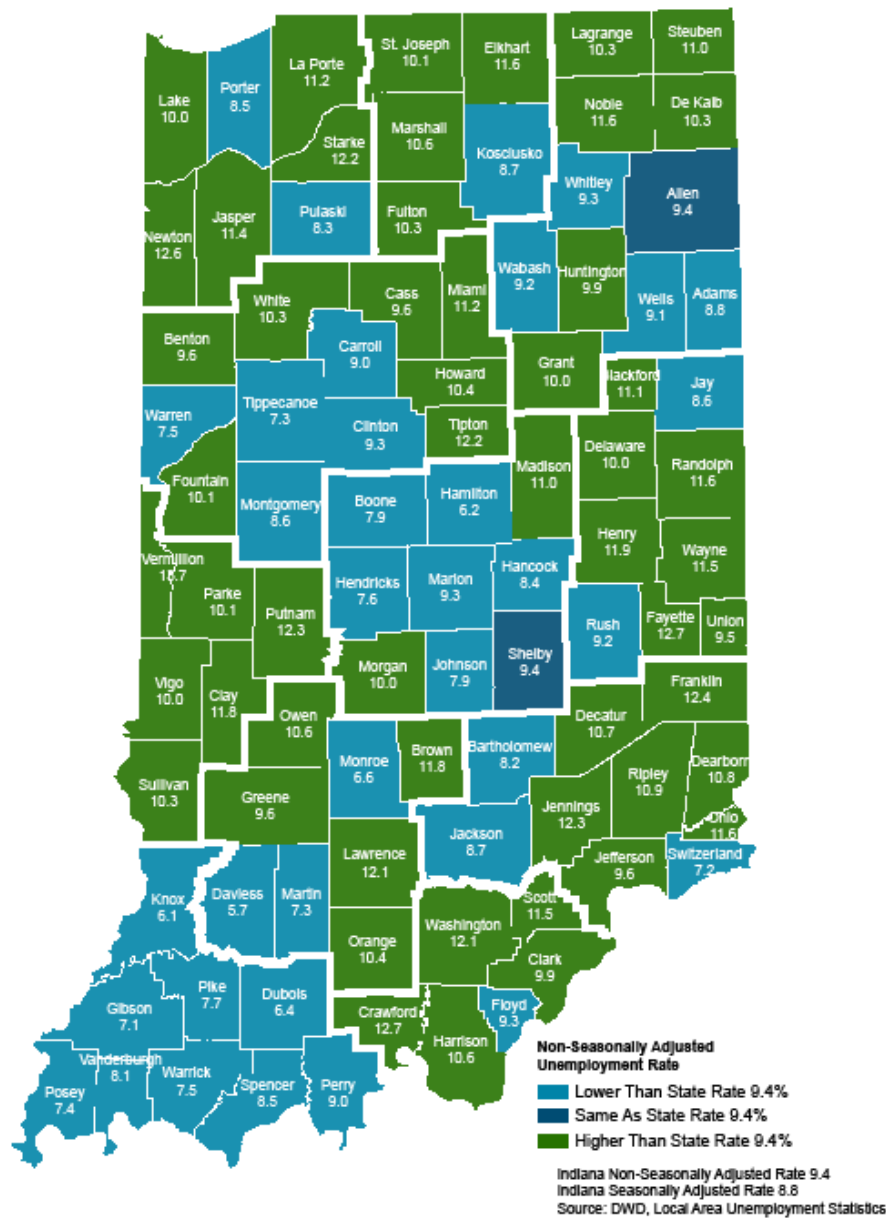 St. Joseph
10.1
Elkhart
11.6
Lagrange
10.3
Steuben
11.0
La Porte
11.2
Lake
10.0
Porter
8.5
Noble
11.6
De Kalb
10.3
Marshall
10.6
Starke
12.2
Kosciusko
8.7
Whitley
9.3
Allen
9.4
Newton
12.6
Jasper
11.4
Pulaski
8.3
Fulton
10.3
Wabash
9.2
Huntington
9.9
Wells
9.1
Adams
8.8
White
10.3
Cass
9.6
Miami
11.2
Benton
9.6
Carroll
9.0
Howard
10.4
Grant
10.0
lackford
11.1
Jay
8.6
Warren
7.5
Tippecanoe
7.3
Clinton
9.3
Tipton
12.2
Madison
11.0
Delaware
10.0
Randolph
11.6
Fountain
10.1
Montgomery
8.6
Boone
7.9
Hamilton
6.2
Henry
11.9
Wayne
11.5
Vermillion
Parke
10.1
Putnam
12.3
Hendricks
7.6
Marion
9.3
Hancock
8.4
Rush
9.2
Fayette
12.7
Union
9.5
Vigo
10.0
Clay
11.8
Morgan
10.0
Johnson
7.9
Shelby
9.4
Franklin
12.4
Owen
10.6
Decatur
10.7
Monroe
6.6
Brown
11.8
Bartholomew
8.2
Dearborn
10.8
Ripley
10.9
Sullivan
10.3
Greene
9.6
Jennings
12.3
Ohio
11.6
Jackson
8.7
Lawrence
12.1
Jefferson
9.6
Switzerland
7.2
Knox
6.1
Daviess
5.7
Martin
7.3
Scott
11.5
Washington
12.1
Orange
10.4
Clark
9.9
Pike
7.7
Dubois
6.4
Gibson
7.1
Crawford
12.7
Floyd
9.3
Harrison
10.6
Vanderburgh
8.1
Warrick
7.5
Posey
7.4
Spencer
8.5
Perry
9.0
Non-Seasonally Adjusted
Unemployment Rate
Lower Than State Rate 9.4%
Same As State Rate 9.4%
Higher Than State Rate 9.4%
Indiana Non-Seasonally Adjusted Rate 9.4
Indiana Seasonally Adjusted Rate 8.8
Source: DWD, Local Area Unemployment Statistics